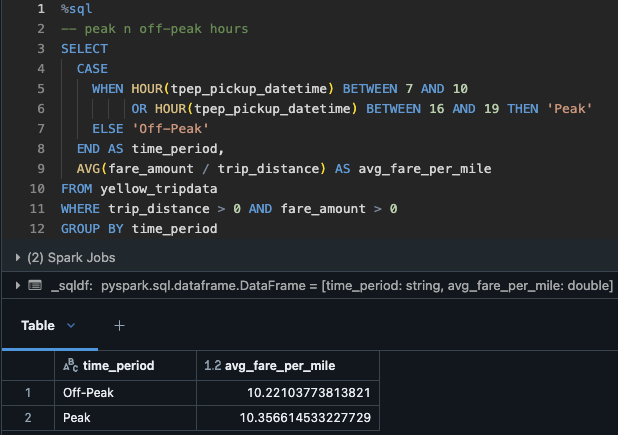 1 %sql
2 -- peak n off-peak hours
3 SELECT
4 CASE
5 WHEN HOUR(tpep_pickup_datetime) BETWEEN 7 AND 10
6 OR HOUR(tpep_pickup_datetime) BETWEEN 16 AND 19 THEN 'Peak'
7 ELSE 'Off-Peak'
8 END AS time_period,
9 AVG(fare_amount / trip_distance) AS avg_fare_per_mile
10 FROM yellow_tripdata
11 WHERE trip_distance > 0 AND fare_amount > 0
12 GROUP BY time_period
(2) Spark Jobs
_sqldf: pyspark.sql.dataframe.DataFrame = [time_period: string, avg_fare_per_mile: double]
Table +
ABC time_period 1.2 avg_fare_per_mile
1 Off-Peak 10.22103773813821
2 Peak 10.356614533227729